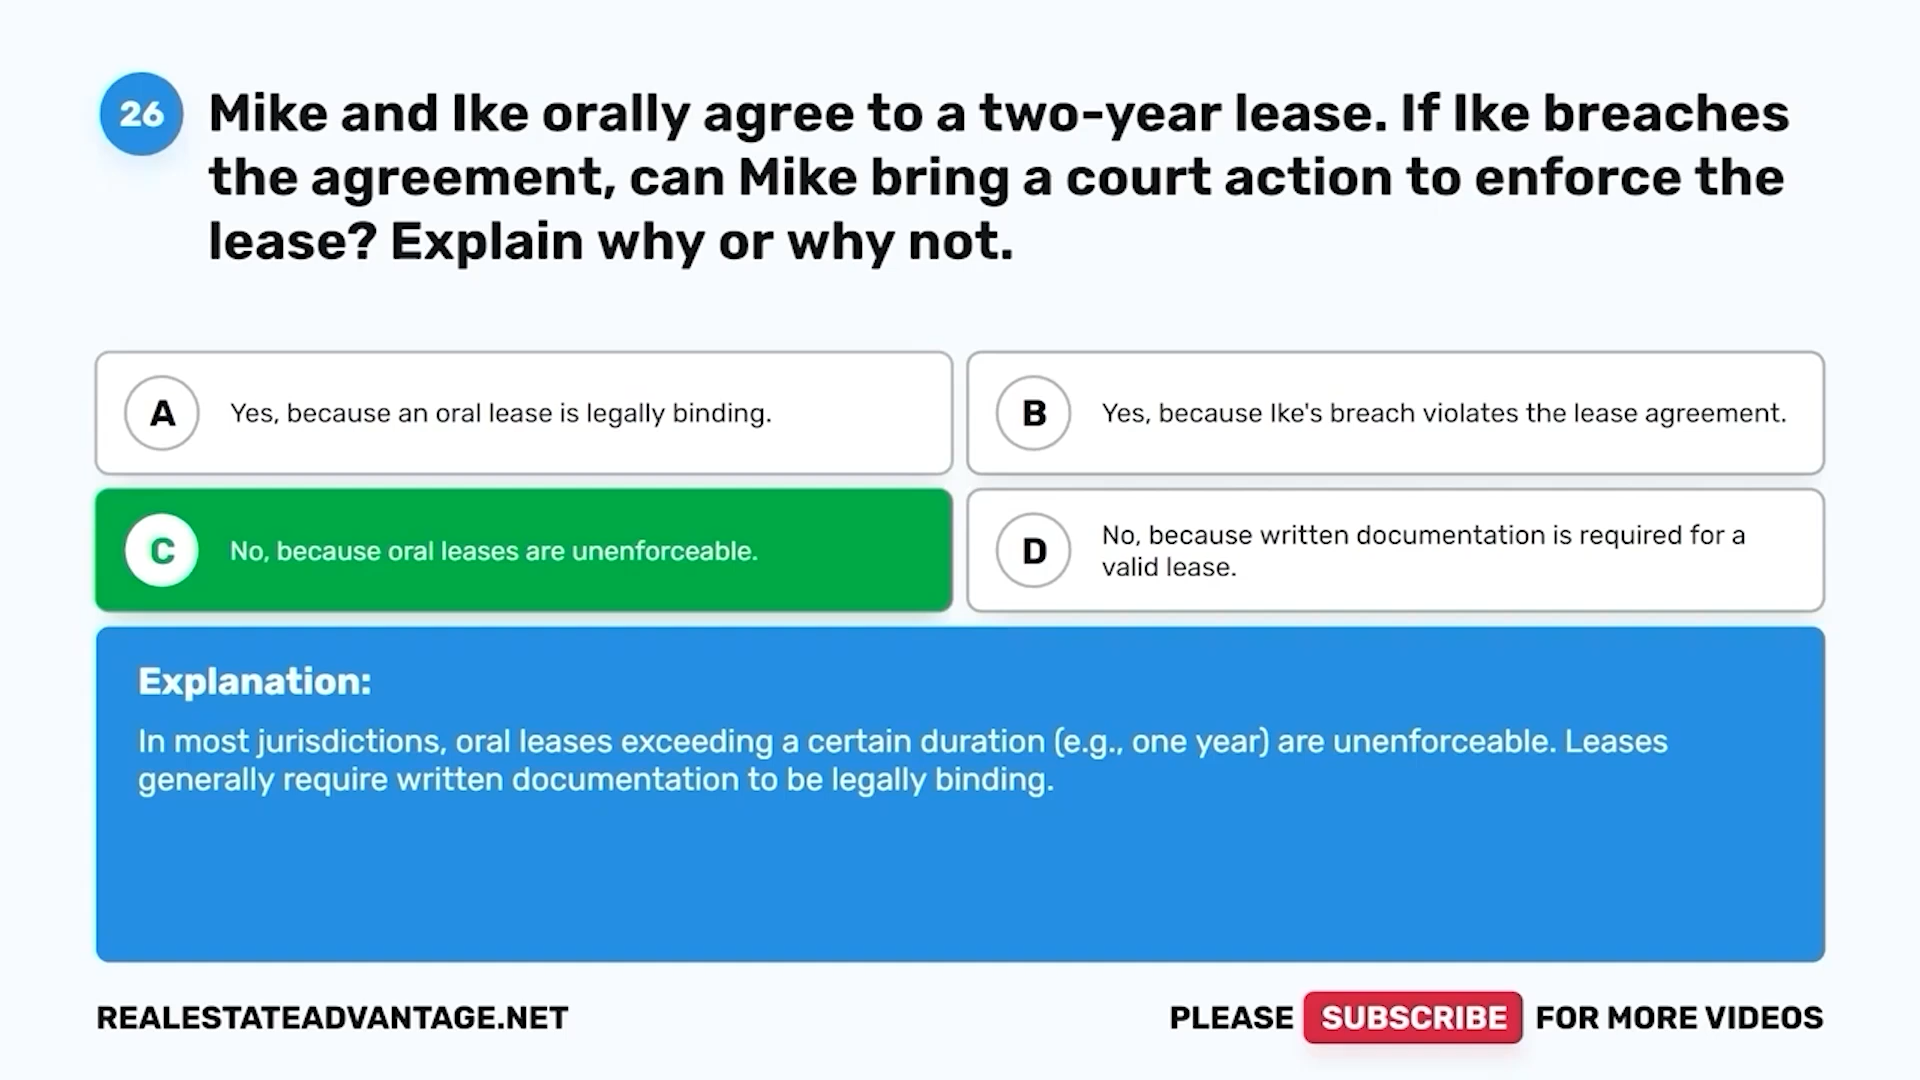 26
Mike and Ike orally agree to a two-year lease. If Ike breaches
the agreement, can Mike bring a court action to enforce the
lease? Explain why or why not.
A
Yes, because an oral lease is legally binding.
B
Yes, because Ike's breach violates the lease agreement.
C
No, because oral leases are unenforceable.
D
No, because written documentation is required for a
valid lease.
Explanation:
In most jurisdictions, oral leases exceeding a certain duration (e.g., one year) are unenforceable. Leases
generally require written documentation to be legally binding.
REALESTATEADVANTAGE.NET
PLEASE SUBSCRIBE FOR MORE VIDEOS